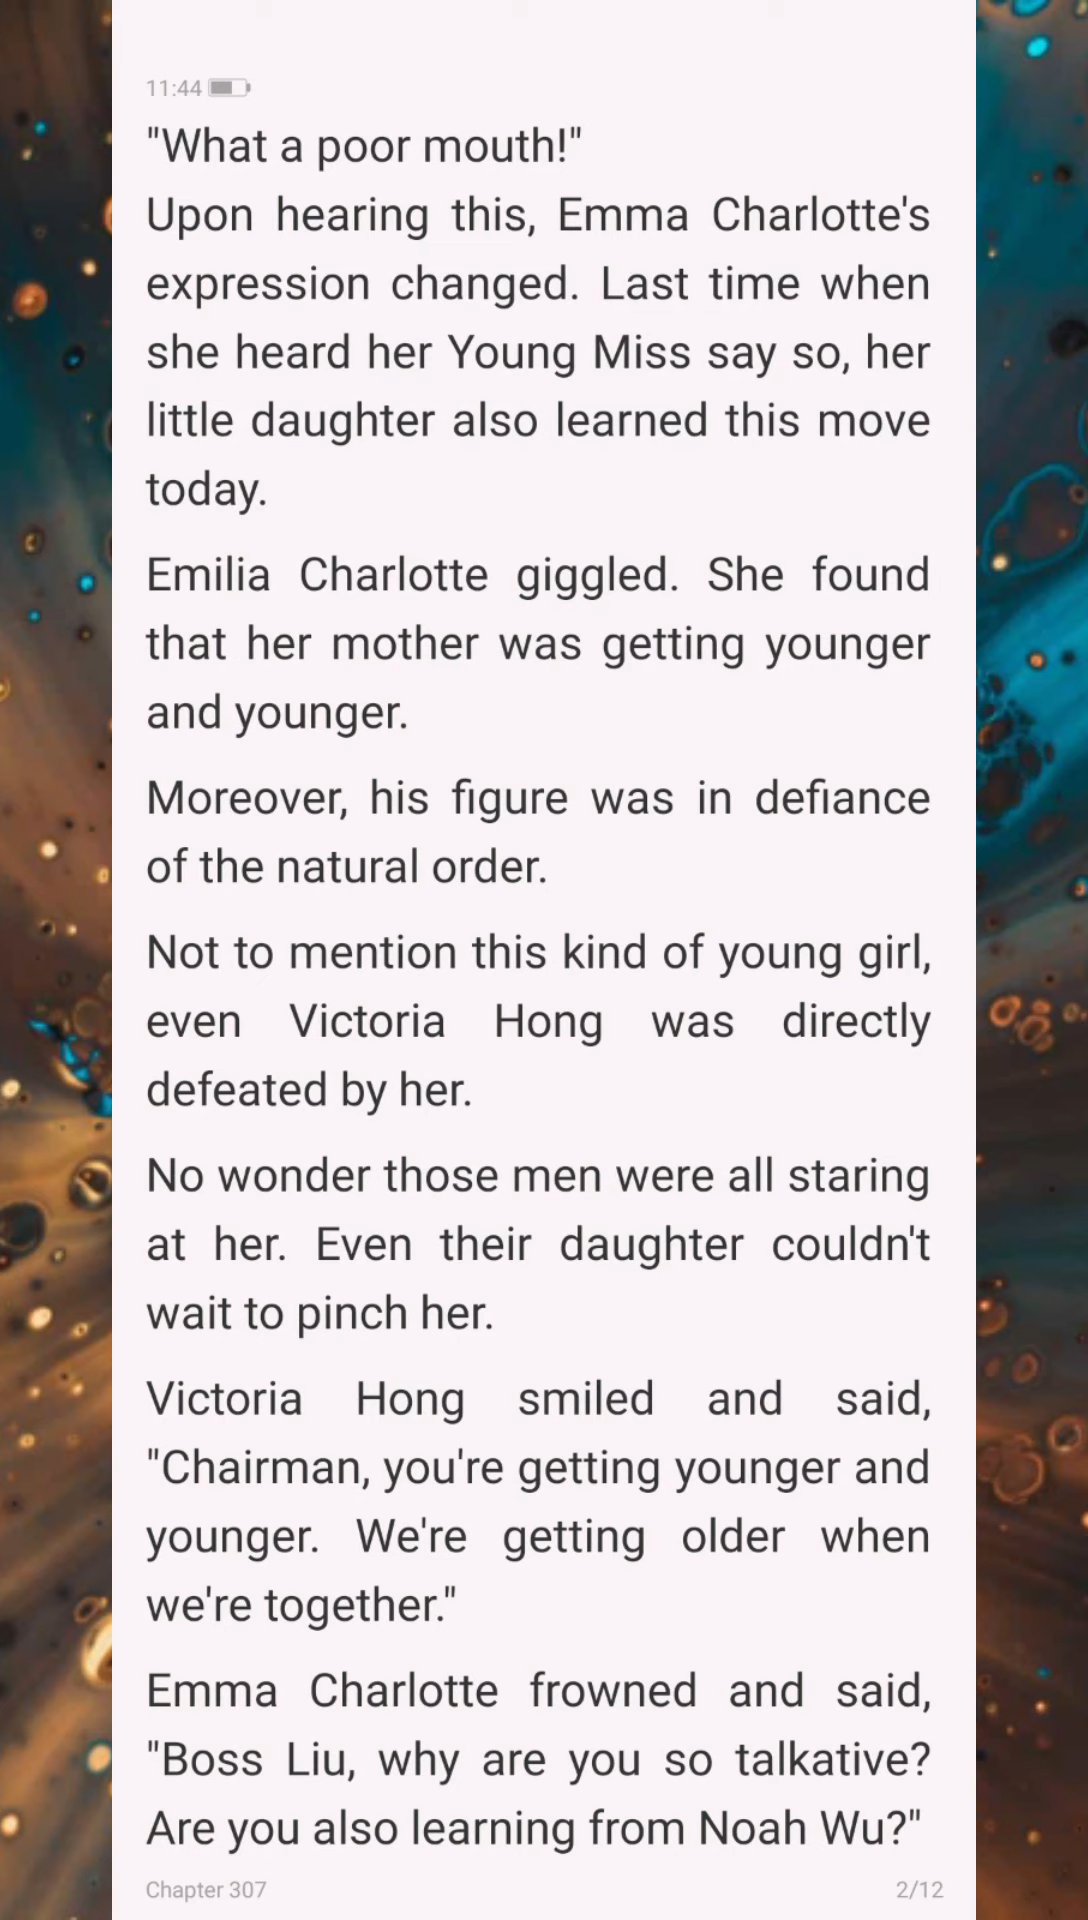 11:44
"What a poor mouth!"
Upon hearing this, Emma Charlotte's
expression changed. Last time when
she heard her Young Miss say so, her
little daughter also learned this move
today.
Emilia Charlotte giggled. She found
that her mother was getting younger
and younger.
Moreover, his figure was in defiance
of the natural order.
Not to mention this kind of young girl,
even Victoria Hong was directly
defeated by her.
No wonder those men were all staring
at her. Even their daughter couldn't
wait to pinch her.
Victoria Hong smiled and said,
"Chairman, you're getting younger and
younger. We're getting older when
we're together."
Emma Charlotte frowned and said,
"Boss Liu, why are you so talkative?
Are you also learning from Noah Wu?"
Chapter 307 2/12